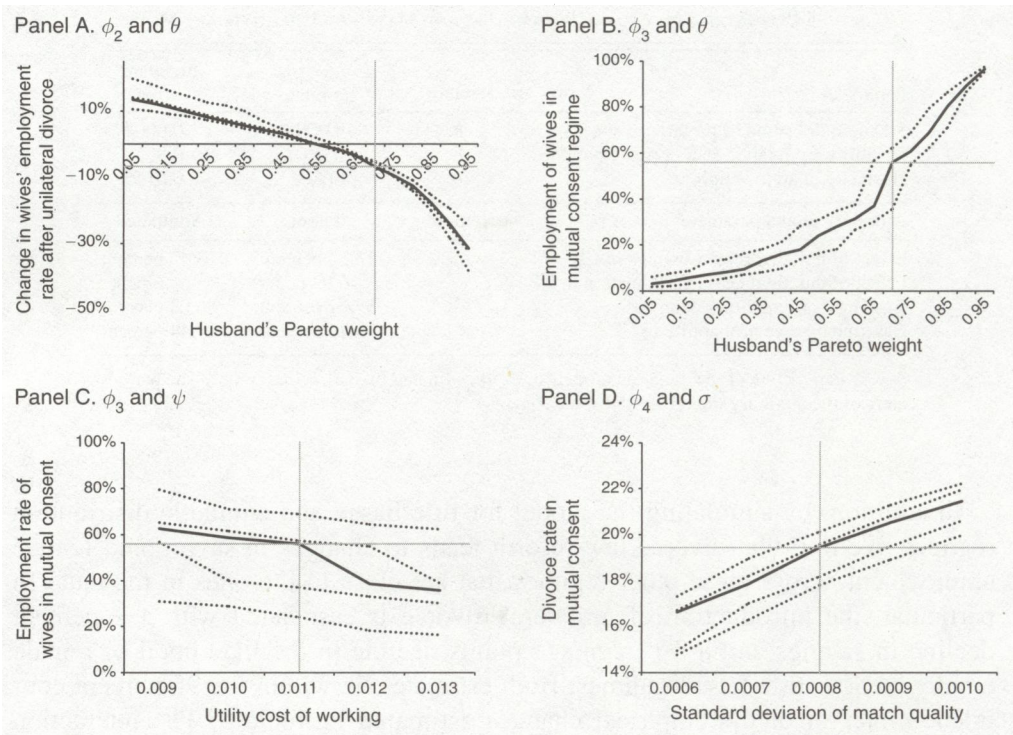 Panel A. ϕ₂ and θ
Change in wives' employment
rate after unilateral divorce
10%
−10%
−30%
−50%
0.05 0.15 0.25 0.35 0.45 0.55 0.65 0.75 0.85 0.95
Husband's Pareto weight
Panel B. ϕ₃ and θ
Employment of wives in
mutual consent regime
100%
80%
60%
40%
20%
0%
0.05 0.15 0.25 0.35 0.45 0.55 0.65 0.75 0.85 0.95
Husband's Pareto weight
Panel C. ϕ₃ and ψ
Employment rate of
wives in mutual consent
100%
80%
60%
40%
20%
0%
0.009 0.010 0.011 0.012 0.013
Utility cost of working
Panel D. ϕ₄ and σ
Divorce rate in
mutual consent
24%
22%
20%
18%
16%
14%
0.0006 0.0007 0.0008 0.0009 0.0010
Standard deviation of match quality